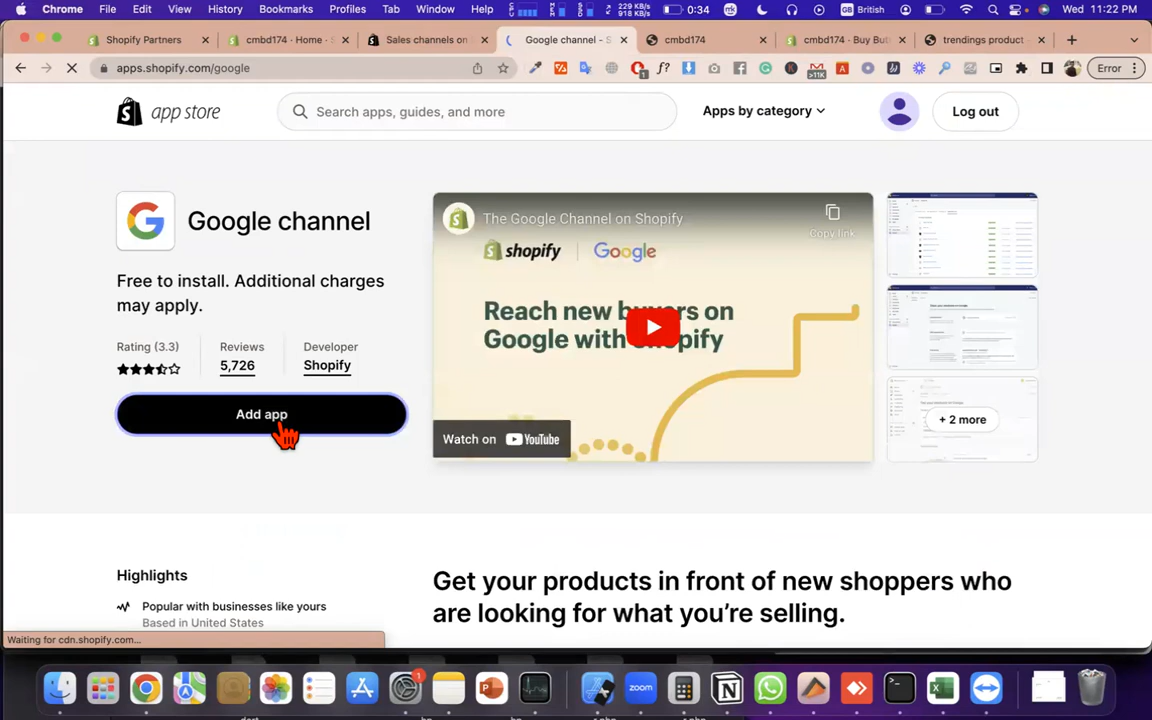 Chrome File Edit View History Bookmarks Profiles Tab Window Help 229 KB/s 918 KB/s 0:34 British Wed 11:22 PM
Shopify Partners cmbd174 - Home - S Sales channels on Google channel - S cmbd174 cmbd174 - Buy But trendings product
apps.shopify.com/google >11K Error
app store Search apps, guides, and more Apps by category Log out
Google channel
Free to install. Additional charges
may apply.
Rating (3.3) Reviews Developer
5,726 Shopify
Add app
The Google Channel on Shopify
Copy link
shopify Google
Reach new buyers on
Google with Shopify
Watch on YouTube
+ 2 more
Highlights
Popular with businesses like yours
Based in United States
Get your products in front of new shoppers who
are looking for what you’re selling.
Waiting for cdn.shopify.com...
zoom